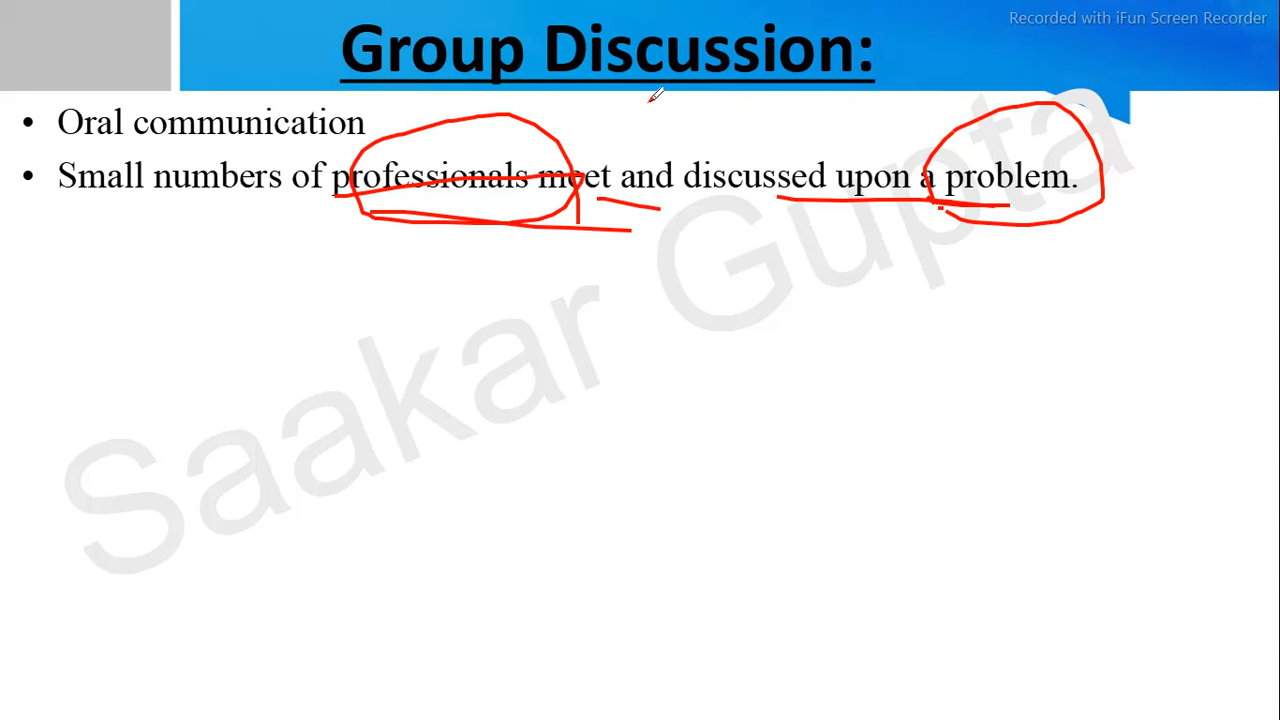 Recorded with iFun Screen Recorder
Group Discussion:
• Oral communication
• Small numbers of professionals meet and discussed upon a problem.
Saakar Gupta